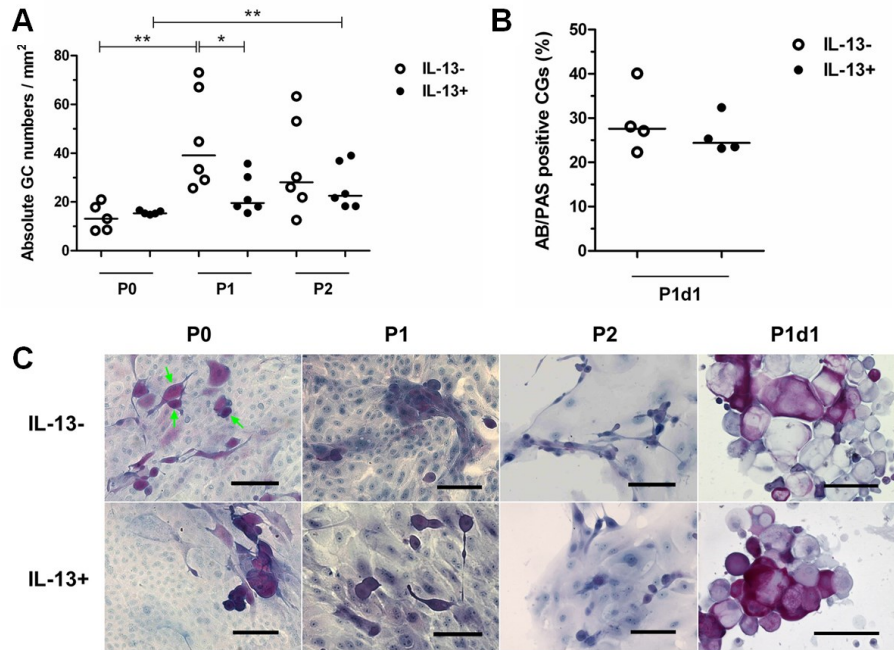 A
**
**
*
Absolute GC numbers / mm²
80
60
40
20
0
P0
P1
P2
IL-13-
IL-13+
B
AB/PAS positive CGs (%)
50
40
30
20
10
0
P1d1
IL-13-
IL-13+
C
P0
P1
P2
P1d1
IL-13-
IL-13+